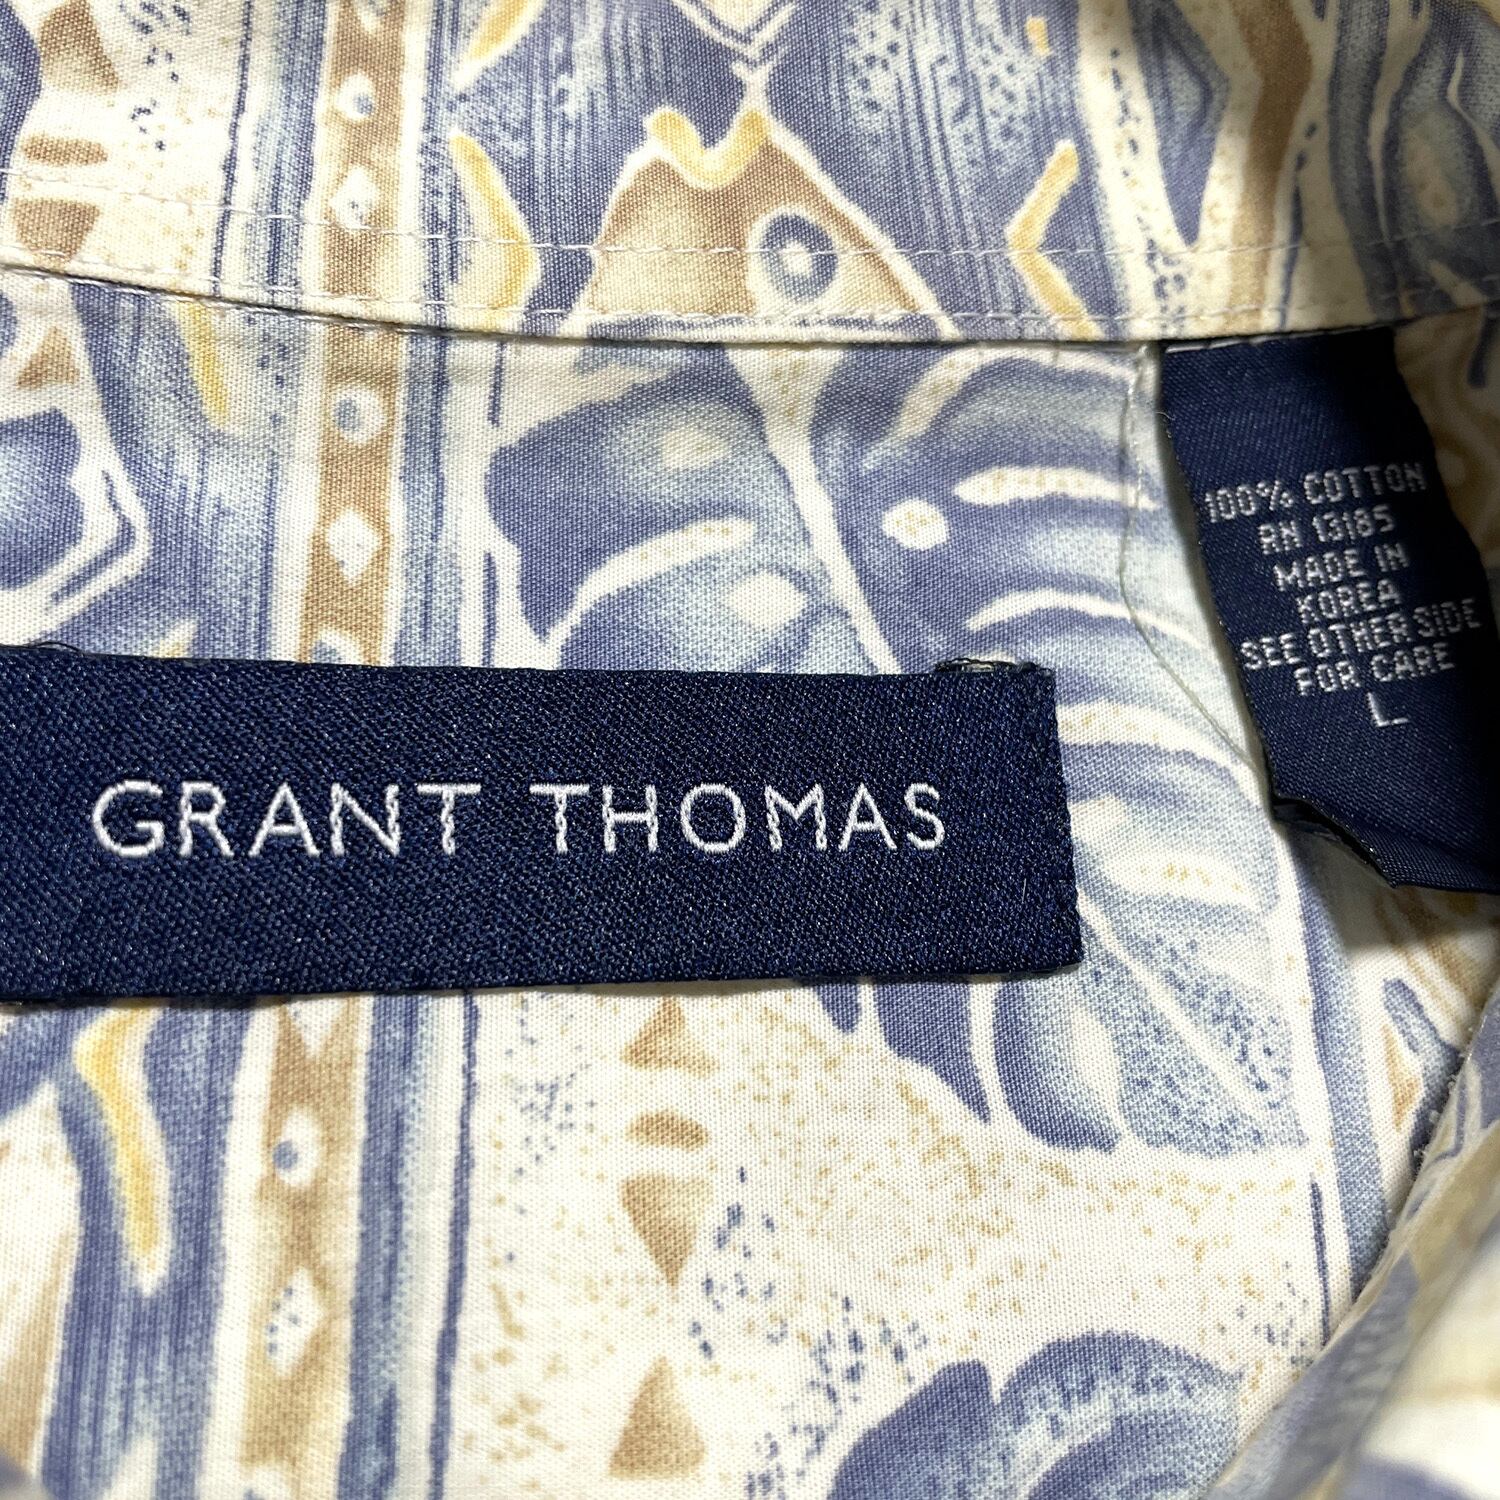 100% COTTON
RN 13185
MADE IN
KOREA
SEE OTHER SIDE
FOR CARE
L
GRANT THOMAS